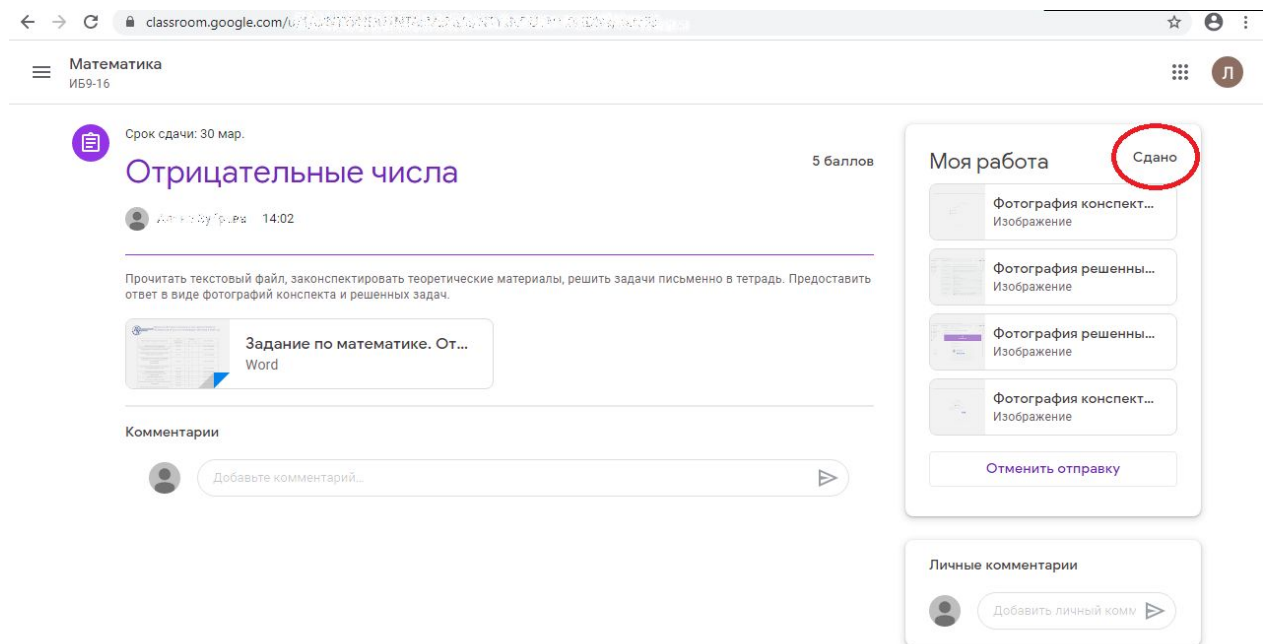 classroom.google.com/u
Математика
ИБ9-16
Л
Срок сдачи: 30 мар.
Отрицательные числа
5 баллов
14:02
Прочитать текстовый файл, законспектировать теоретические материалы, решить задачи письменно в тетрадь. Предоставить
ответ в виде фотографий конспекта и решенных задач.
Задание по математике. От...
Word
Комментарии
Добавьте комментарий...
Моя работа
Сдано
Фотография конспект...
Изображение
Фотография решенны...
Изображение
Фотография решенны...
Изображение
Фотография конспект...
Изображение
Отменить отправку
Личные комментарии
Добавить личный комм